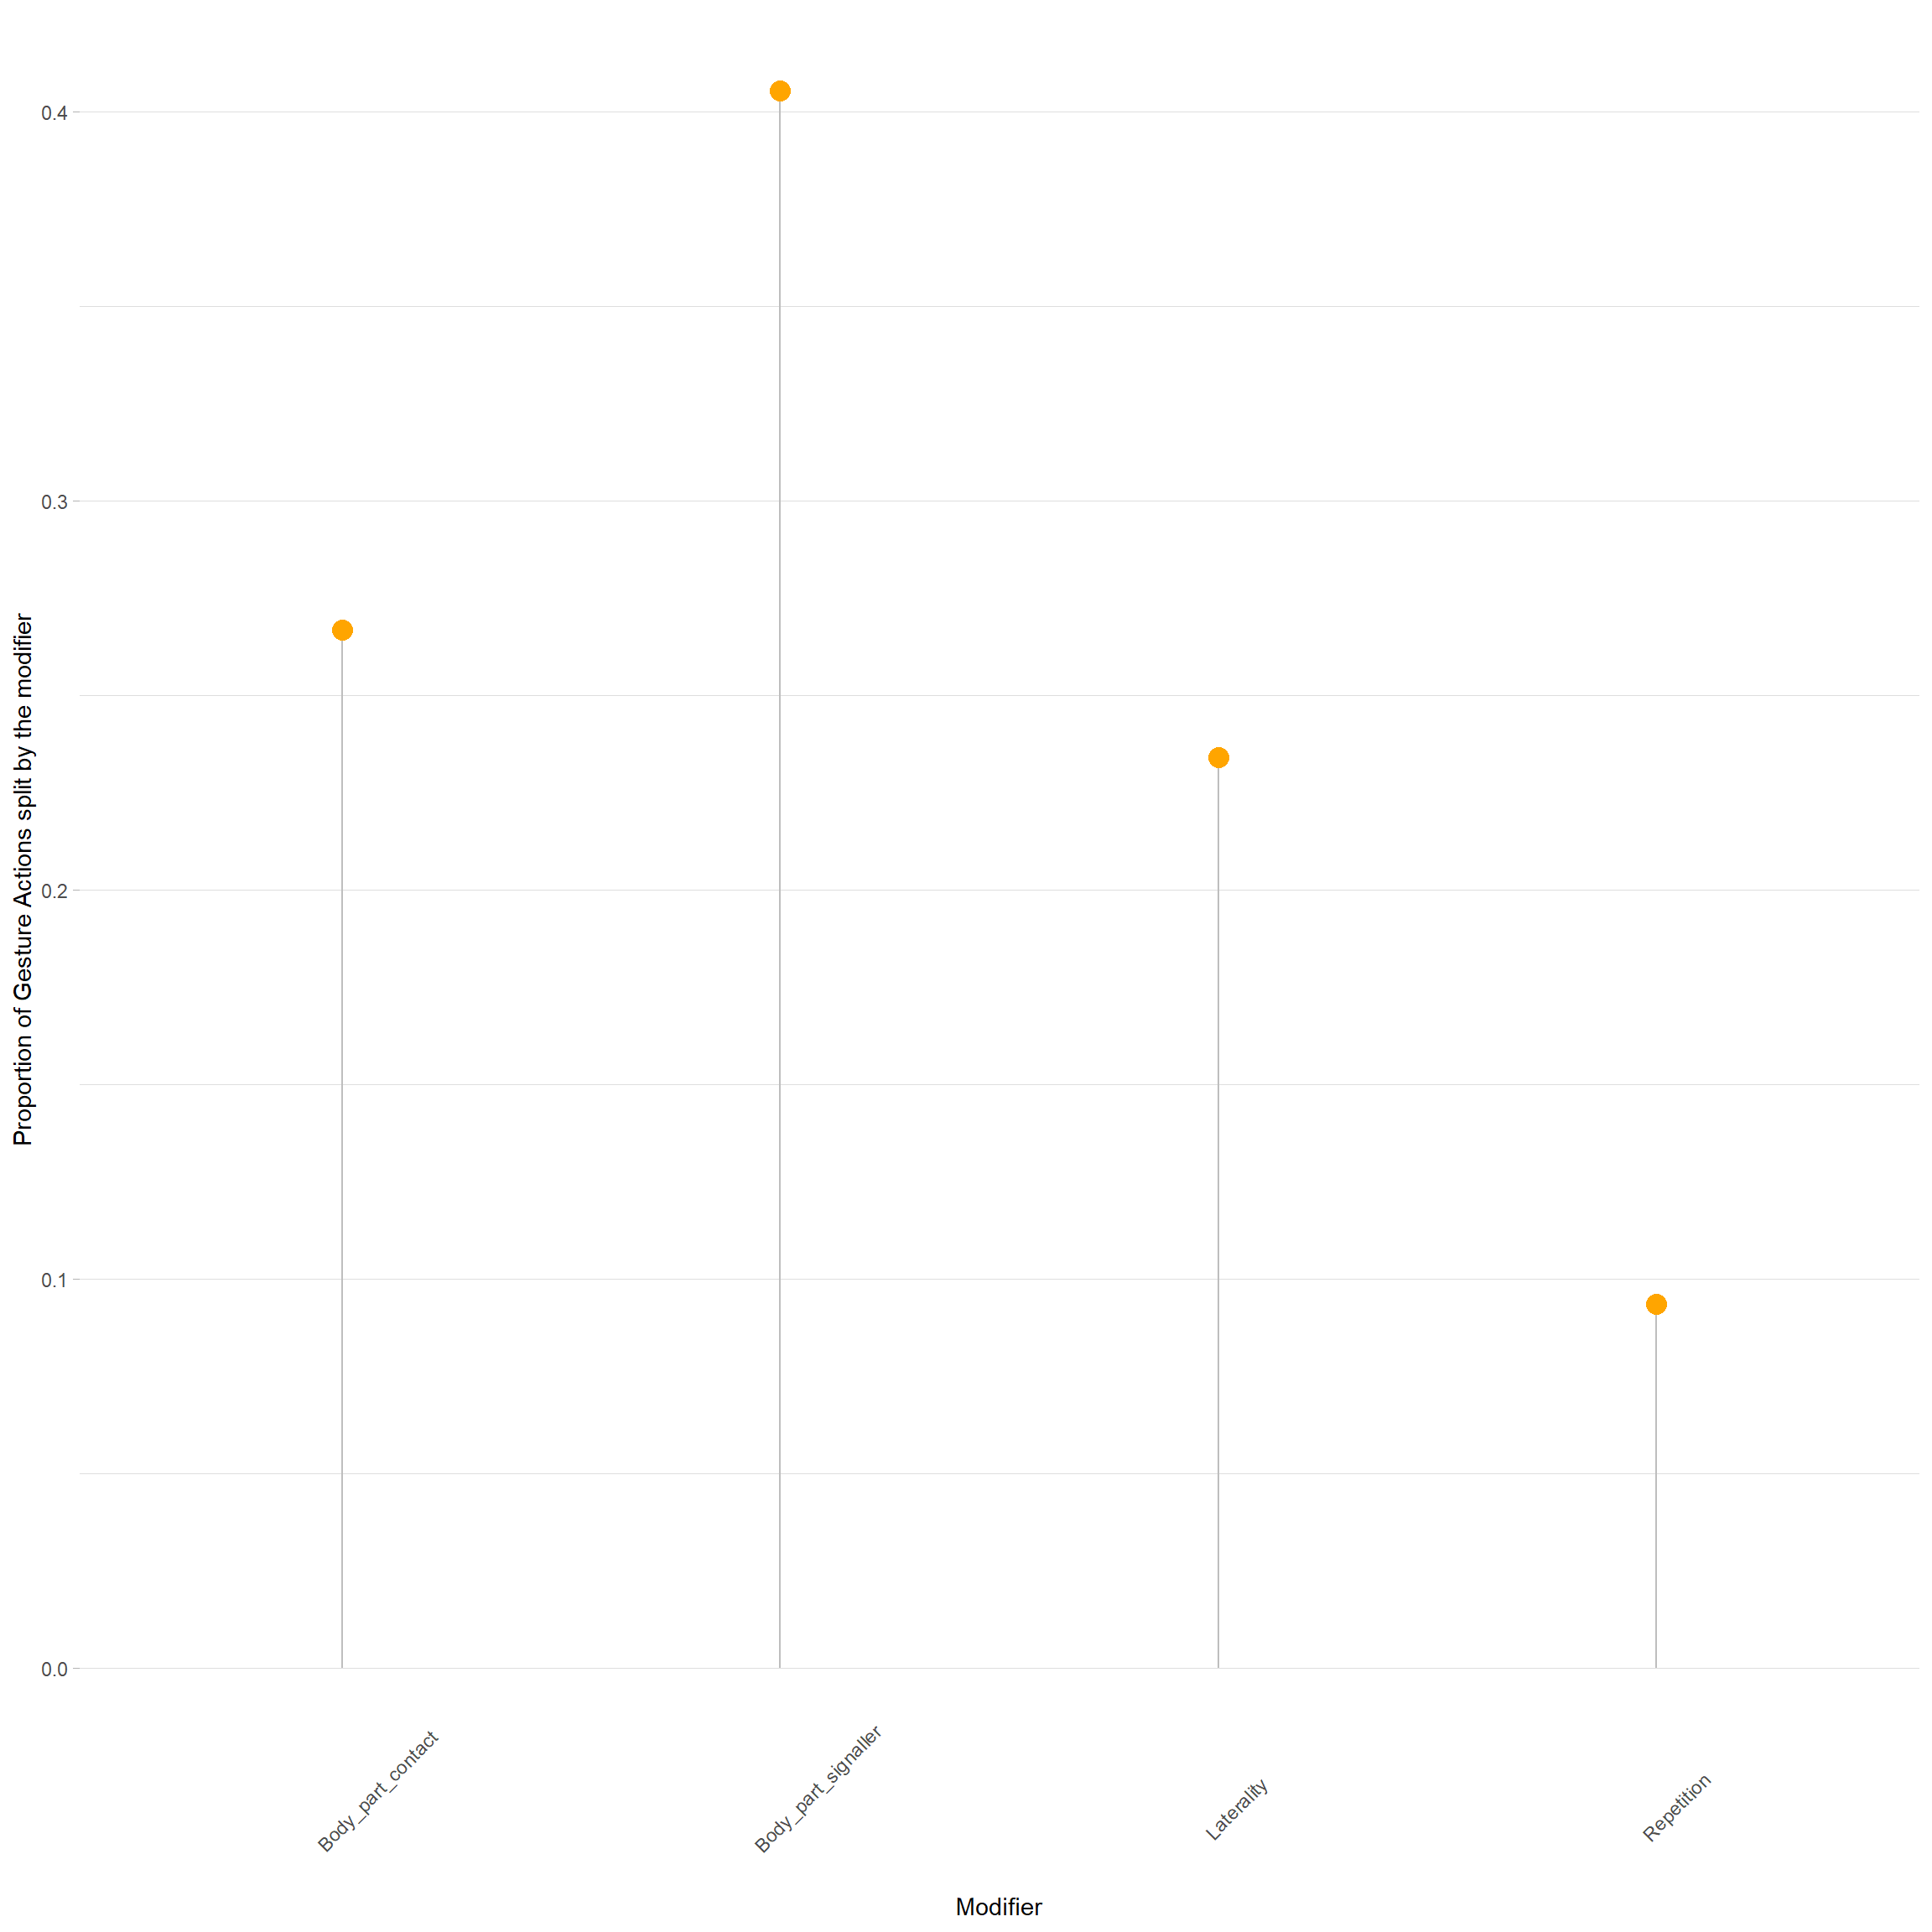 Proportion of Gesture Actions split by the modifier
0.4
0.3
0.2
0.1
0.0
Body_part_contact
Body_part_signaller
Laterality
Repetition
Modifier